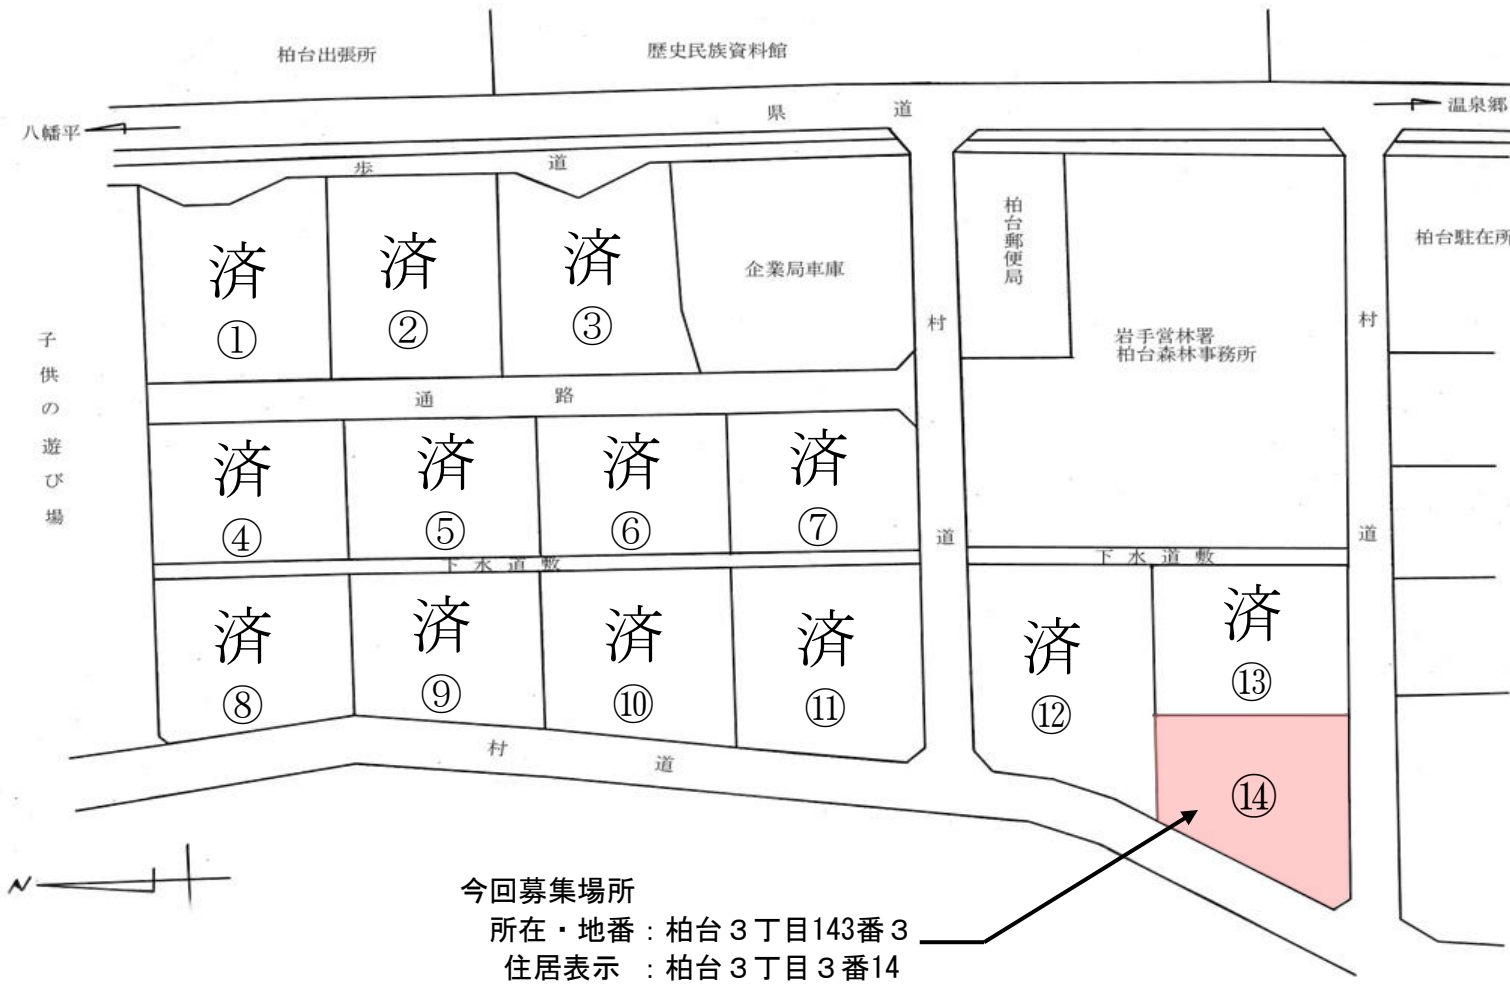 柏台出張所
歴史民族資料館
県道
八幡平
温泉郷
歩道
済
①
済
②
済
③
企業局車庫
柏台郵便局
岩手営林署
柏台森林事務所
柏台駐在所
村道
村道
子供の遊び場
通路
済
④
済
⑤
済
⑥
済
⑦
下水道敷
下水道敷
済
⑧
済
⑨
済
⑩
済
⑪
済
⑫
済
⑬
⑭
村道
N
今回募集場所
所在・地番:柏台３丁目143番３
住居表示 :柏台３丁目３番14